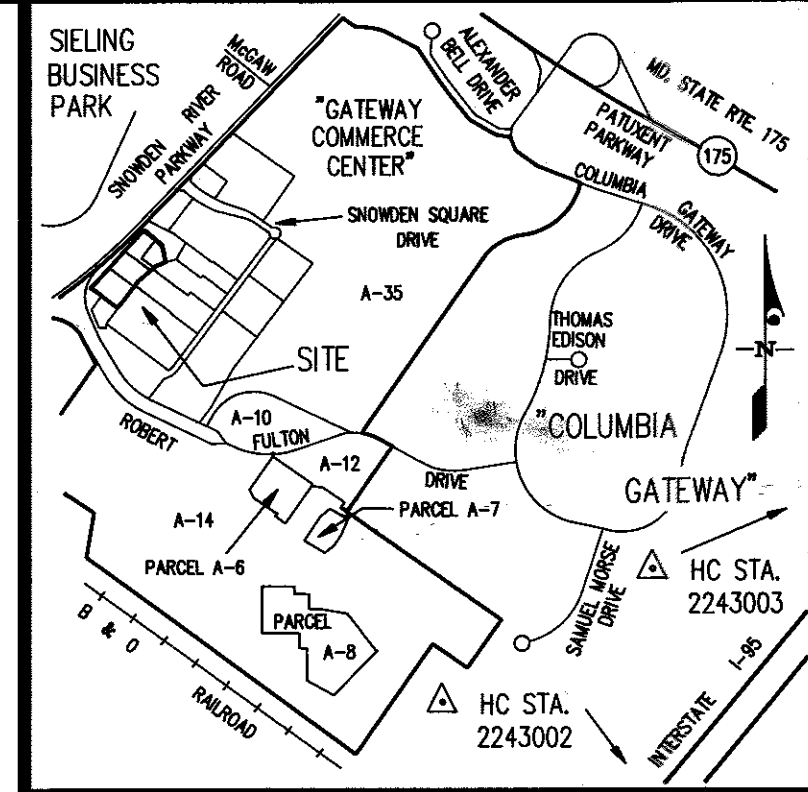 SIELING
BUSINESS
PARK
McGAW
ROAD
SNOWDEN RIVER
PARKWAY
"GATEWAY
COMMERCE
CENTER"
ALEXANDER
BELL DRIVE
MD. STATE RTE. 175
PATUXENT
PARKWAY
175
COLUMBIA
GATEWAY
DRIVE
SNOWDEN SQUARE
DRIVE
A-35
THOMAS
EDISON
DRIVE
N
SITE
ROBERT
A-10
FULTON
A-12
DRIVE
"COLUMBIA
GATEWAY"
A-14
PARCEL A-7
PARCEL A-6
PARCEL
A-8
B & O
RAILROAD
SAMUEL MORSE
DRIVE
HC STA.
2243003
HC STA.
2243002
INTERSTATE I-95